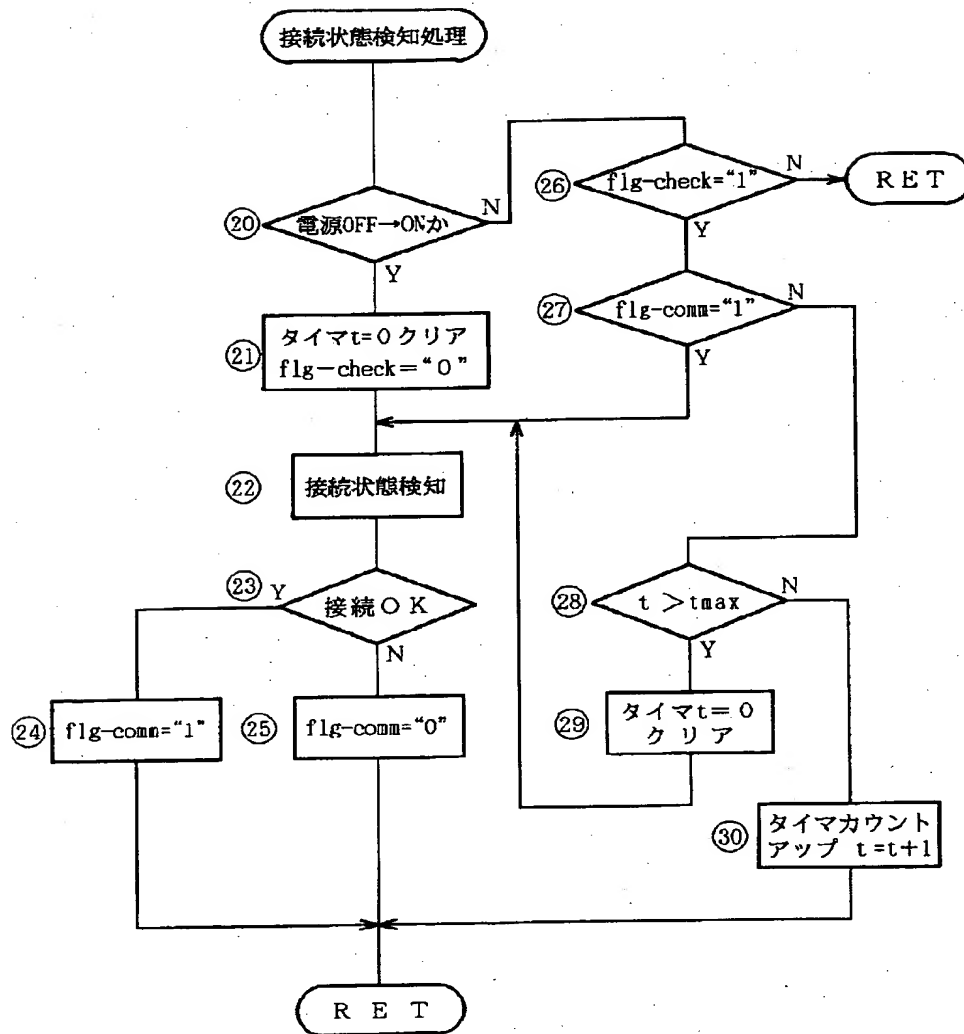 接続状態検知処理
⑳
電源OFF→ONか
N
Y
㉖
flg-check="1"
N
RET
Y
㉗
flg-comm="1"
N
Y
㉑
タイマt=0クリア
flg-check="0"
㉒
接続状態検知
㉓
Y
接続OK
N
㉘
t>tmax
N
Y
㉔
flg-comm="1"
㉕
flg-comm="0"
㉙
タイマt=0
クリア
㉚
タイマカウント
アップ t=t+1
RET